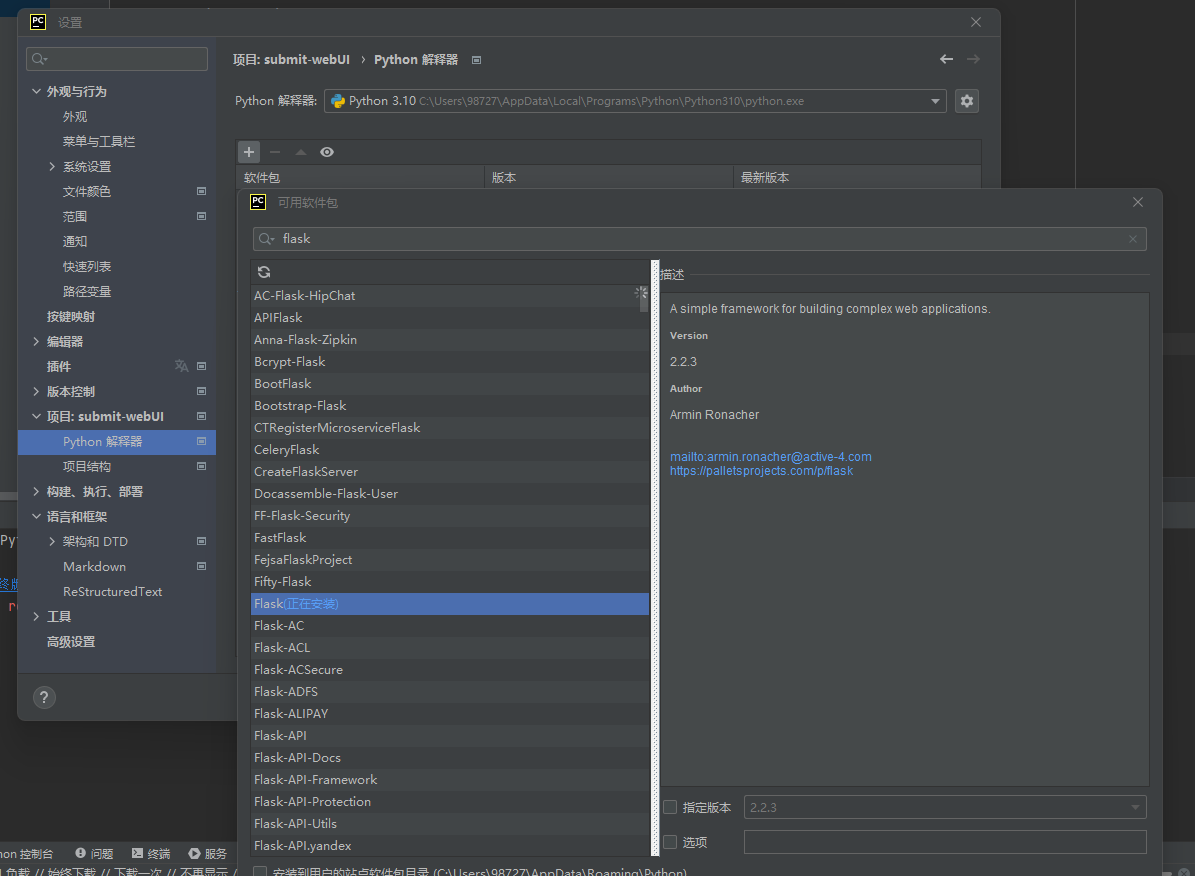 设置
项目: submit-webUI › Python 解释器
Python 解释器: Python 3.10 C:\Users\98727\AppData\Local\Programs\Python\Python310\python.exe
外观与行为
外观
菜单与工具栏
系统设置
文件颜色
范围
通知
快速列表
路径变量
按键映射
编辑器
插件
版本控制
项目: submit-webUI
Python 解释器
项目结构
构建、执行、部署
语言和框架
架构和 DTD
Markdown
ReStructuredText
工具
高级设置
?
软件包 版本 最新版本
可用软件包
flask
AC-Flask-HipChat
APIFlask
Anna-Flask-Zipkin
Bcrypt-Flask
BootFlask
Bootstrap-Flask
CTRegisterMicroserviceFlask
CeleryFlask
CreateFlaskServer
Docassemble-Flask-User
FF-Flask-Security
FastFlask
FejsaFlaskProject
Fifty-Flask
Flask(正在安装)
Flask-AC
Flask-ACL
Flask-ACSecure
Flask-ADFS
Flask-ALIPAY
Flask-API
Flask-API-Docs
Flask-API-Framework
Flask-API-Protection
Flask-API-Utils
Flask-API.yandex
描述
A simple framework for building complex web applications.
Version
2.2.3
Author
Armin Ronacher
mailto:armin.ronacher@active-4.com
https://palletsprojects.com/p/flask
指定版本 2.2.3
选项
安装到用户的站点软件包目录 (C:\Users\98727\AppData\Roaming\Python)
Py
终版
r
hon 控制台 问题 终端 服务
负载 // 始终下载 // 下载一次 // 不再显示 /